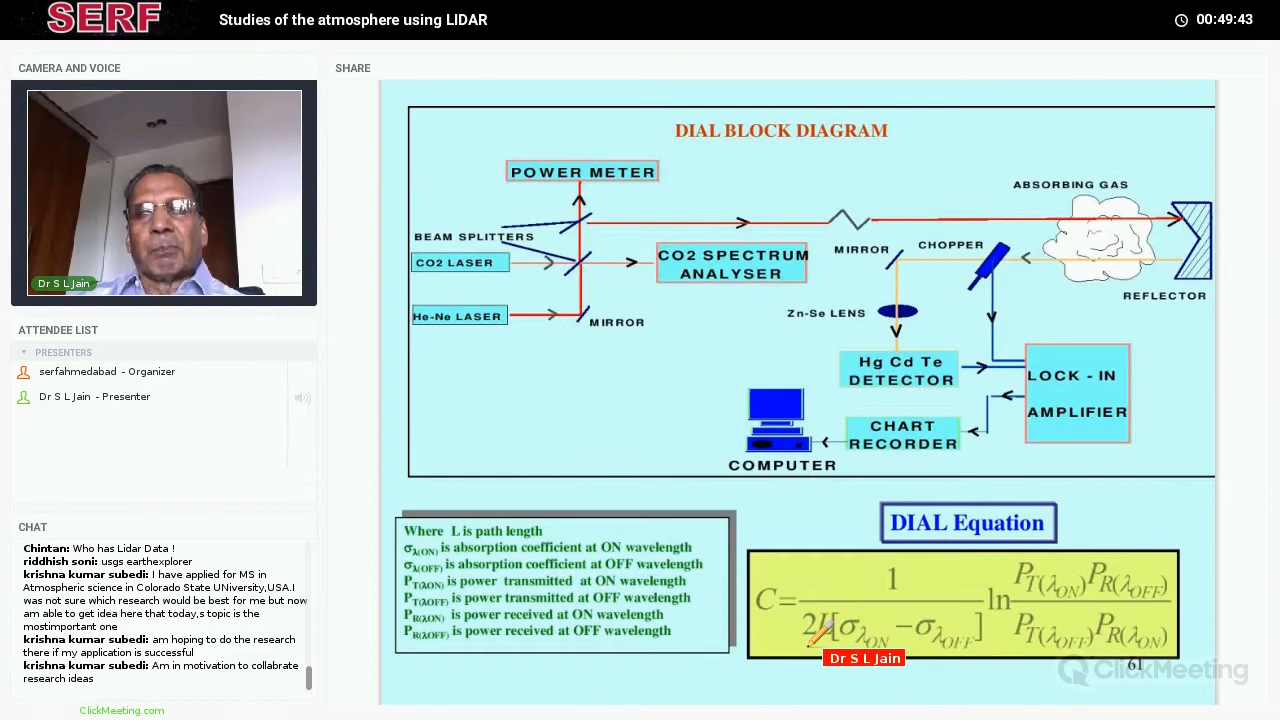 SERF
Studies of the atmosphere using LIDAR
00:49:43
CAMERA AND VOICE
Dr S L Jain
ATTENDEE LIST
PRESENTERS
serfahmedabad - Organizer
Dr S L Jain - Presenter
CHAT
Chintan: Who has Lidar Data !
riddhish soni: usgs earthexplorer
krishna kumar subedi: I have applied for MS in
Atmospheric science in Colorado State UNiversity,USA.I
was not sure which research would be best for me but now
am able to get idea here that today,s topic is the
mostimportant one
krishna kumar subedi: am hoping to do the research
there if my application is successful
krishna kumar subedi: Am in motivation to collabrate
research ideas
ClickMeeting.com
SHARE
DIAL BLOCK DIAGRAM
POWER METER
ABSORBING GAS
BEAM SPLITTERS
CO2 LASER
CO2 SPECTRUM
ANALYSER
MIRROR
CHOPPER
REFLECTOR
He-Ne LASER
MIRROR
Zn-Se LENS
Hg Cd Te
DETECTOR
LOCK - IN
AMPLIFIER
CHART
RECORDER
COMPUTER
Where L is path length
σλ(ON) is absorption coefficient at ON wavelength
σλ(OFF) is absorption coefficient at OFF wavelength
PT(λON) is power transmitted at ON wavelength
PT(λOFF) is power transmitted at OFF wavelength
PR(λON) is power received at ON wavelength
PR(λOFF) is power received at OFF wavelength
DIAL Equation
C = 1 / 2L[σλON − σλOFF] ln PT(λON)PR(λOFF) / PT(λOFF)PR(λON)
Dr S L Jain
61
ClickMeeting